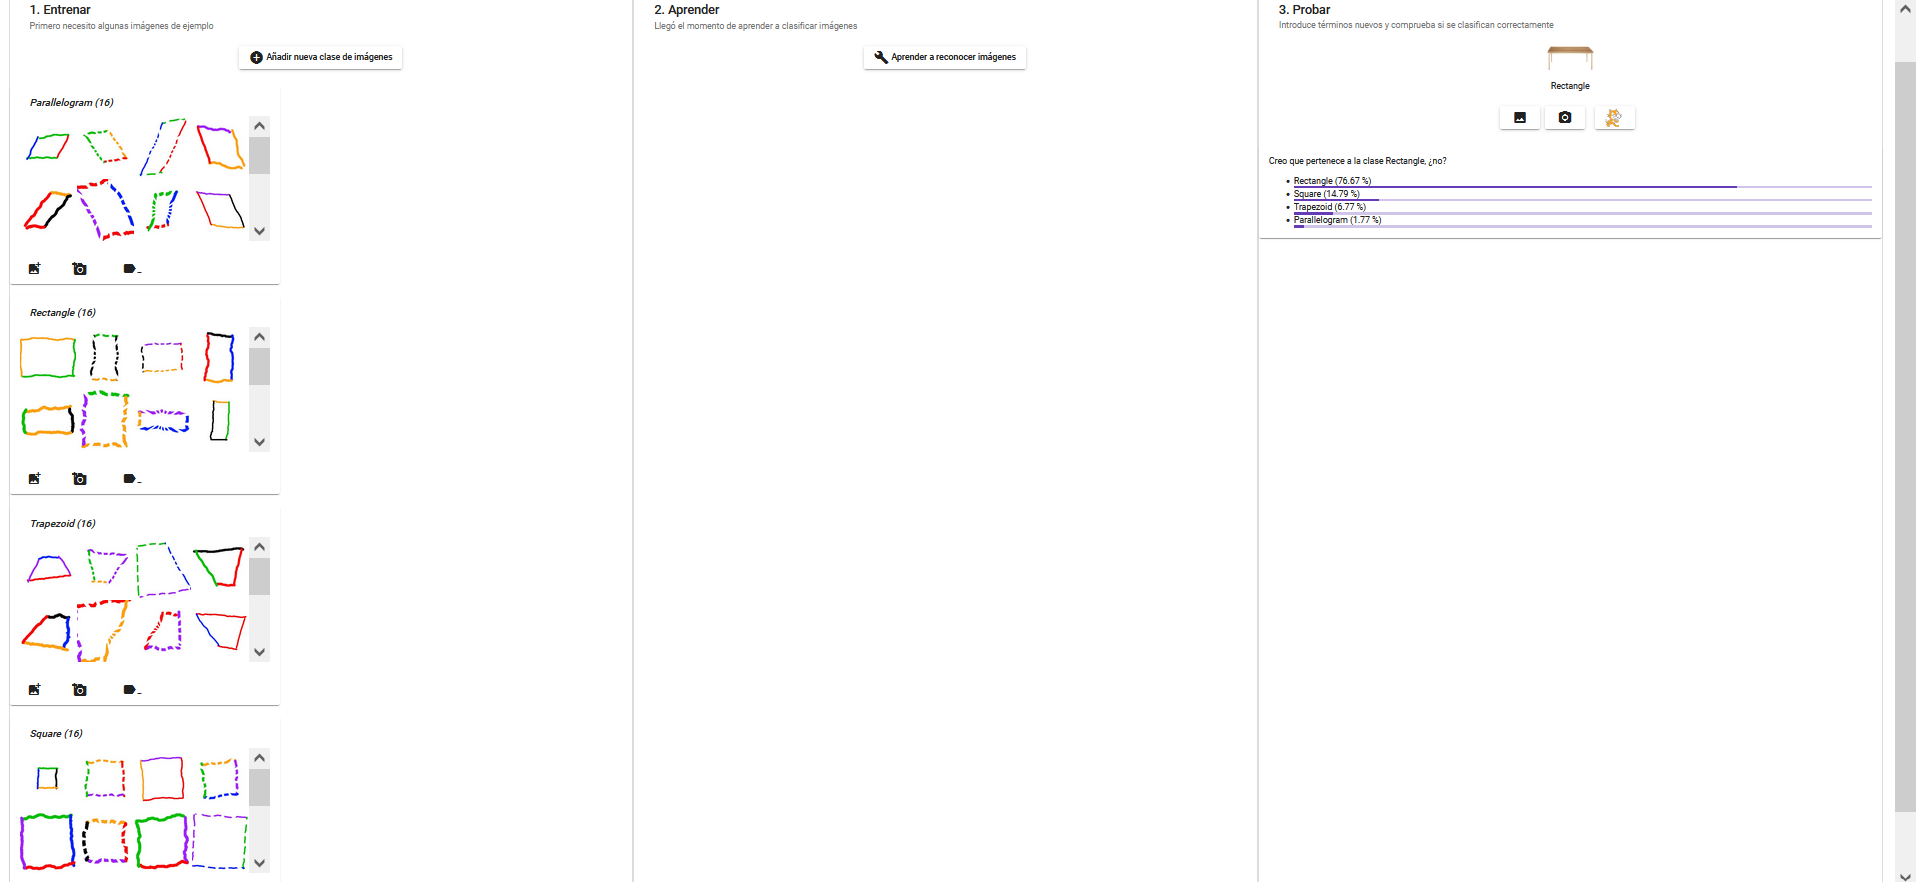 1. Entrenar
Primero necesito algunas imágenes de ejemplo
Añadir nueva clase de imágenes
Parallelogram (16)
Rectangle (16)
Trapezoid (16)
Square (16)
2. Aprender
Llegó el momento de aprender a clasificar imágenes
Aprender a reconocer imágenes
3. Probar
Introduce términos nuevos y comprueba si se clasifican correctamente
Rectangle
Creo que pertenece a la clase Rectangle, ¿no?
Rectangle (76.67 %)
Square (14.79 %)
Trapezoid (6.77 %)
Parallelogram (1.77 %)